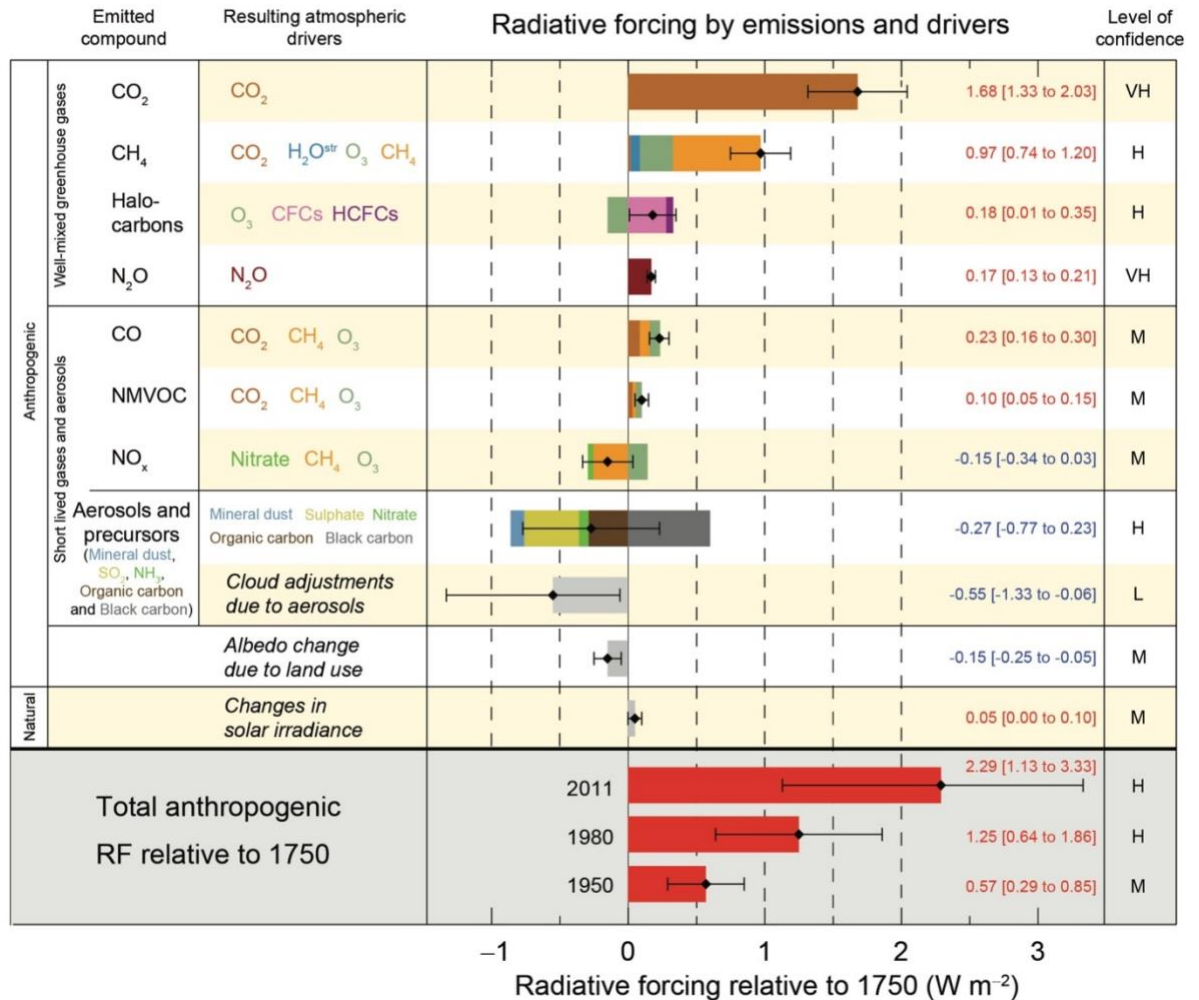 Emitted compound
Resulting atmospheric drivers
Radiative forcing by emissions and drivers
Level of confidence
Anthropogenic
Well-mixed greenhouse gases
CO₂
CO₂
1.68 [1.33 to 2.03]
VH
CH₄
CO₂ H₂Oˢᵗʳ O₃ CH₄
0.97 [0.74 to 1.20]
H
Halo-
carbons
O₃ CFCs HCFCs
0.18 [0.01 to 0.35]
H
N₂O
N₂O
0.17 [0.13 to 0.21]
VH
Short lived gases and aerosols
CO
CO₂ CH₄ O₃
0.23 [0.16 to 0.30]
M
NMVOC
CO₂ CH₄ O₃
0.10 [0.05 to 0.15]
M
NOₓ
Nitrate CH₄ O₃
-0.15 [-0.34 to 0.03]
M
Aerosols and
precursors
(Mineral dust,
SO₂, NH₃,
Organic carbon
and Black carbon)
Mineral dust Sulphate Nitrate
Organic carbon Black carbon
-0.27 [-0.77 to 0.23]
H
Cloud adjustments
due to aerosols
-0.55 [-1.33 to -0.06]
L
Albedo change
due to land use
-0.15 [-0.25 to -0.05]
M
Natural
Changes in
solar irradiance
0.05 [0.00 to 0.10]
M
Total anthropogenic
RF relative to 1750
2011
2.29 [1.13 to 3.33]
H
1980
1.25 [0.64 to 1.86]
H
1950
0.57 [0.29 to 0.85]
M
−1 0 1 2 3
Radiative forcing relative to 1750 (W m⁻²)